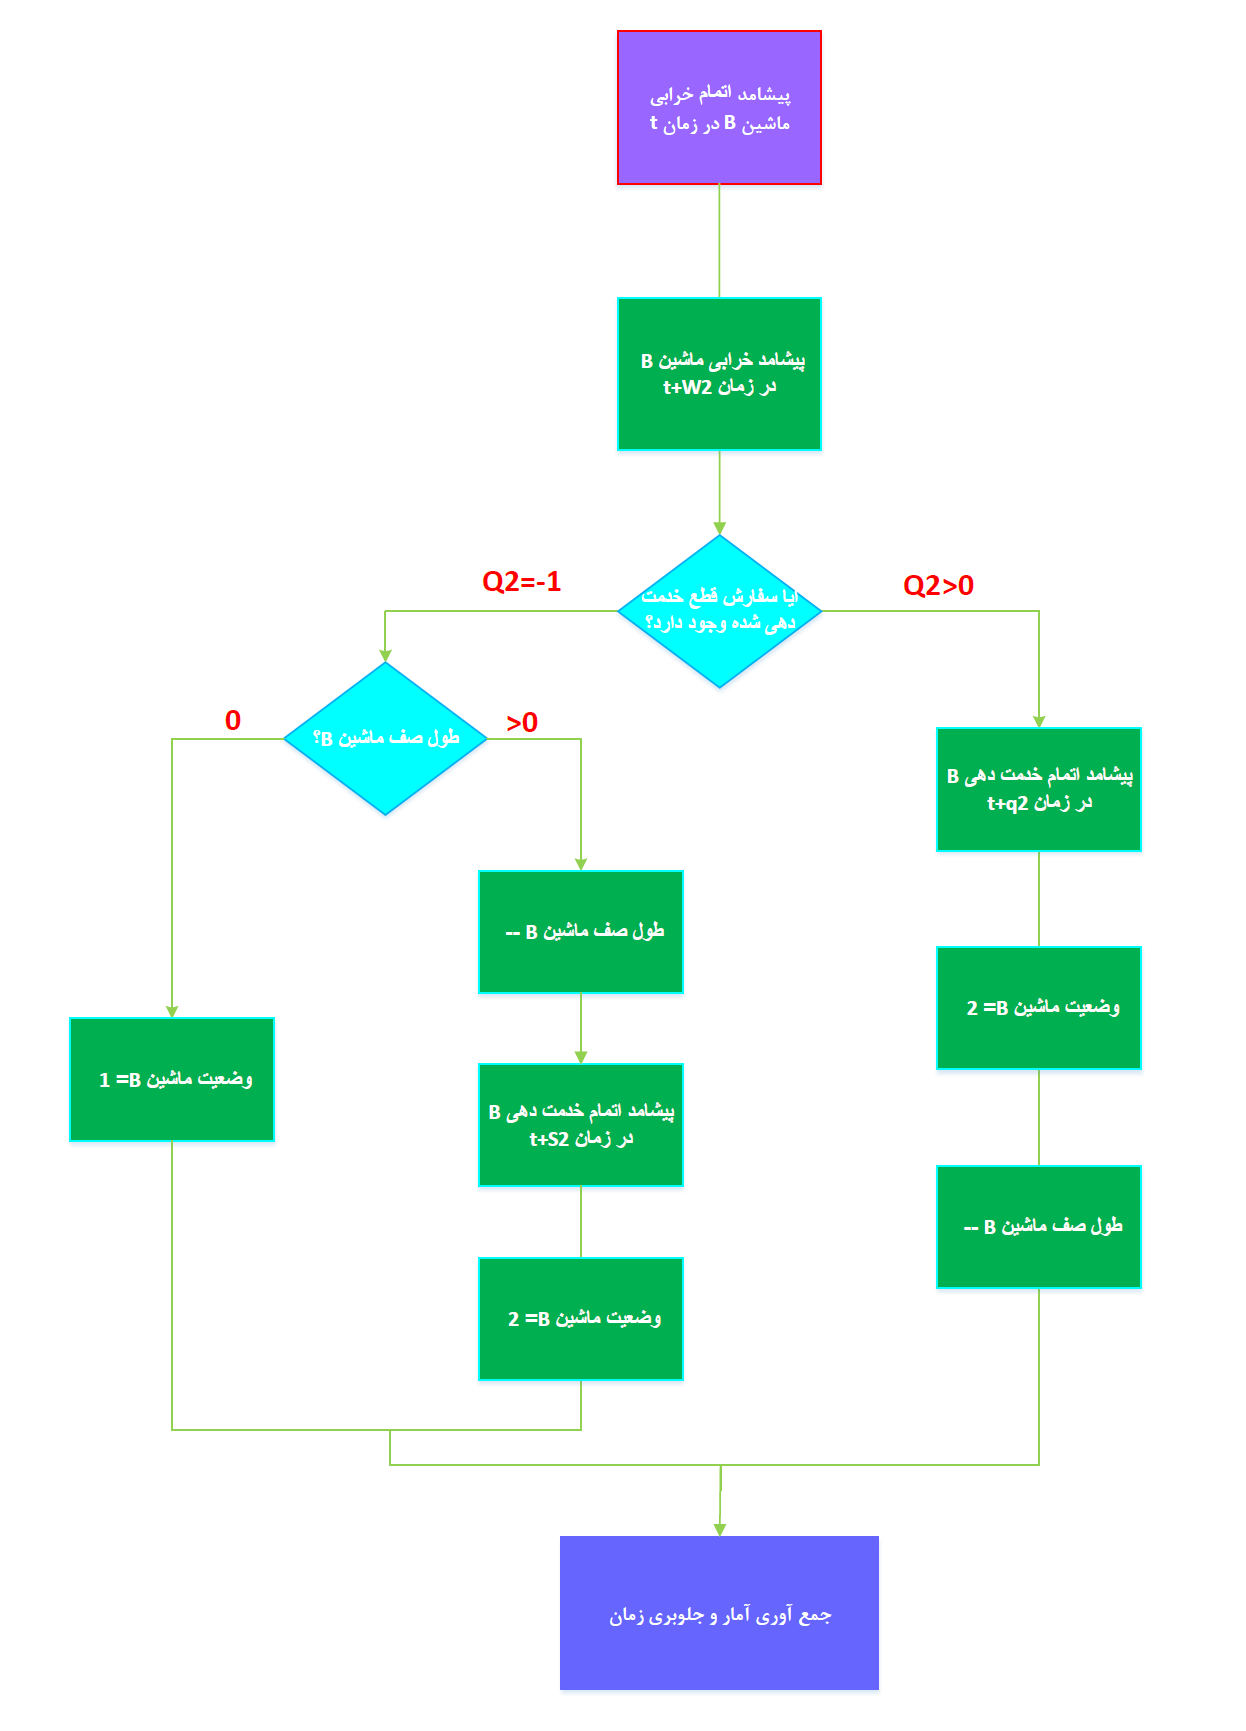 پیشامد اتمام خرابی
ماشین B در زمان t
پیشامد خرابی ماشین B
در زمان t+W2
Q2=-1
Q2>0
ایا سفارش قطع خدمت
دهی شده وجود دارد؟
0
>0
طول صف ماشین B؟
پیشامد اتمام خدمت دهی B
در زمان t+q2
طول صف ماشین B --
وضعیت ماشین B= 2
وضعیت ماشین B= 1
پیشامد اتمام خدمت دهی B
در زمان t+S2
طول صف ماشین B --
وضعیت ماشین B= 2
جمع آوری آمار و جلوبری زمان